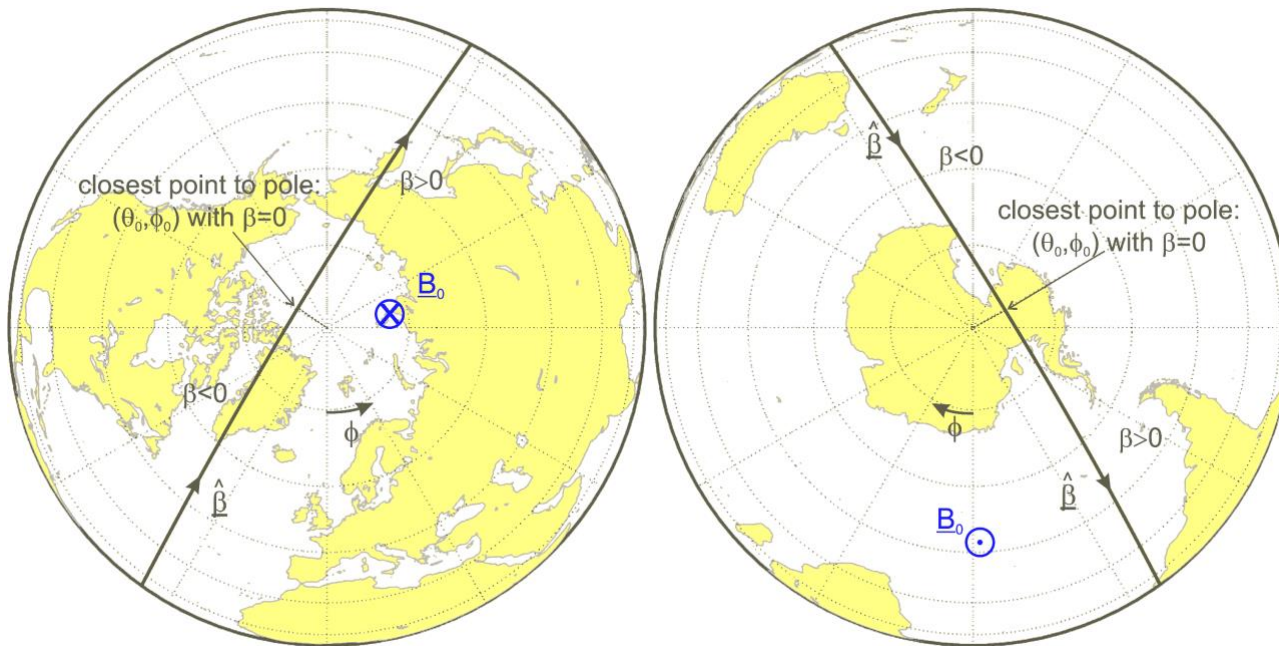 closest point to pole:
(θ₀,ϕ₀) with β=0
β>0
B₀
β<0
ϕ
β̂
β̂
β<0
closest point to pole:
(θ₀,ϕ₀) with β=0
ϕ
β>0
β̂
B₀